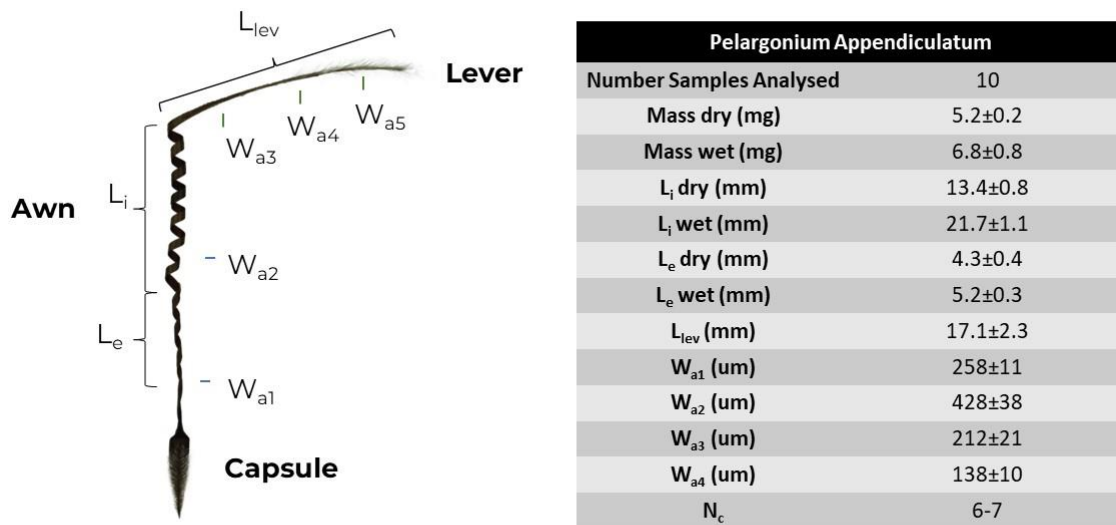 L_lev
Lever
W_a3
W_a4
W_a5
L_i
Awn
W_a2
L_e
W_a1
Capsule
Pelargonium Appendiculatum
Number Samples Analysed 10
Mass dry (mg) 5.2±0.2
Mass wet (mg) 6.8±0.8
L_i dry (mm) 13.4±0.8
L_i wet (mm) 21.7±1.1
L_e dry (mm) 4.3±0.4
L_e wet (mm) 5.2±0.3
L_lev (mm) 17.1±2.3
W_a1 (um) 258±11
W_a2 (um) 428±38
W_a3 (um) 212±21
W_a4 (um) 138±10
N_c 6-7